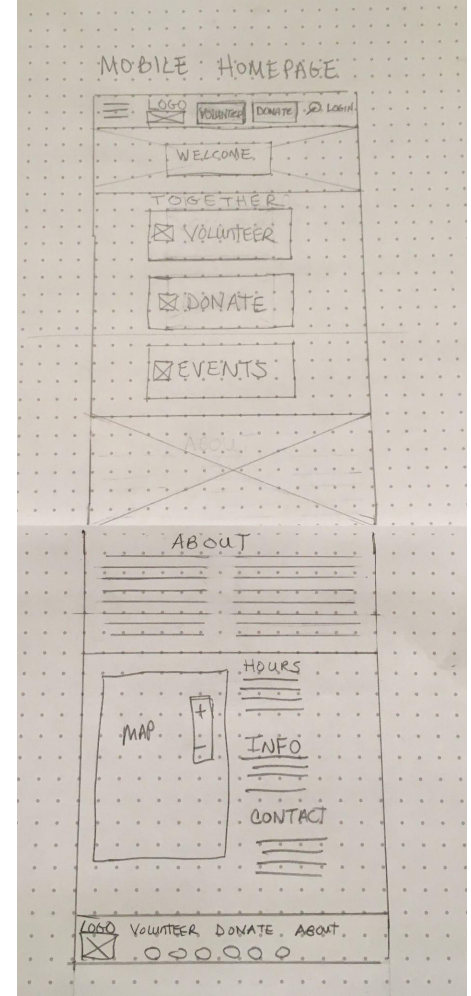 MOBILE HOMEPAGE
LOGO VOLUNTEER DONATE LOGIN
WELCOME
TOGETHER
VOLUNTEER
DONATE
EVENTS
ABOU
ABOUT
HOURS
MAP + -
INFO
CONTACT
LOGO VOLUNTEER DONATE ABOUT